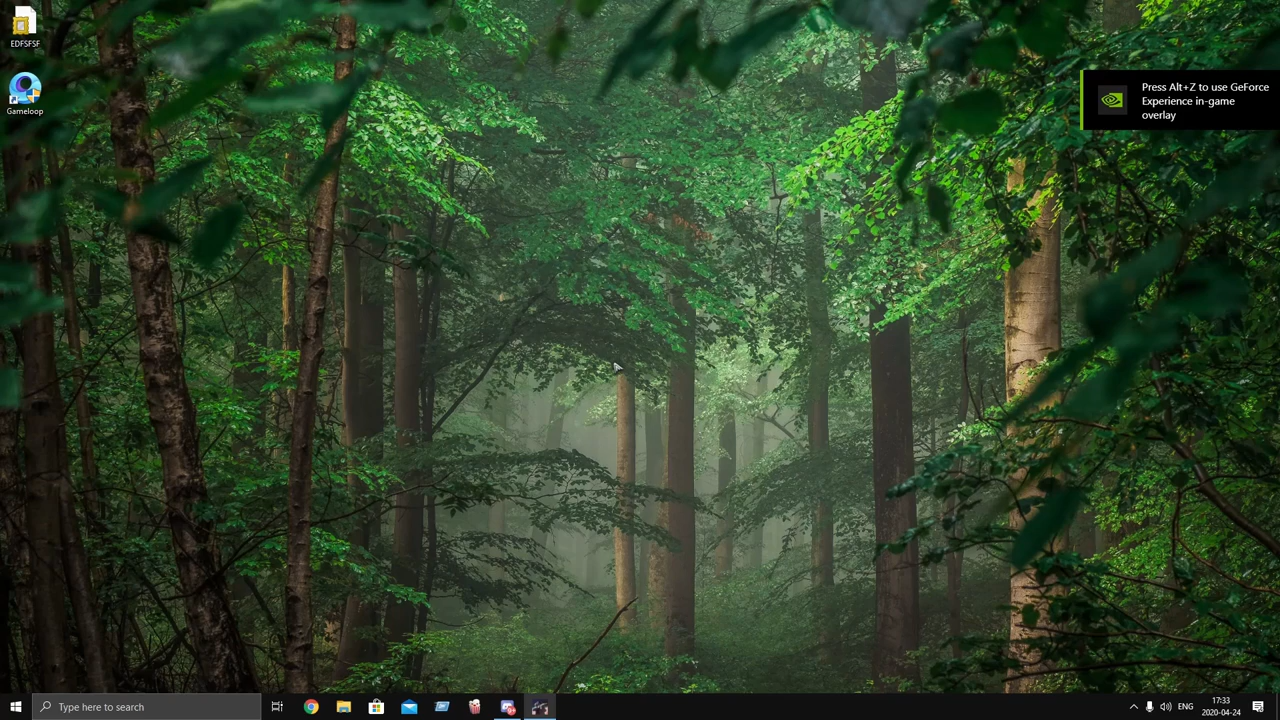 EDFSFSF
Gameloop
Press Alt+Z to use GeForce
Experience in-game
overlay
Type here to search
ENG
17:33
2020-04-24